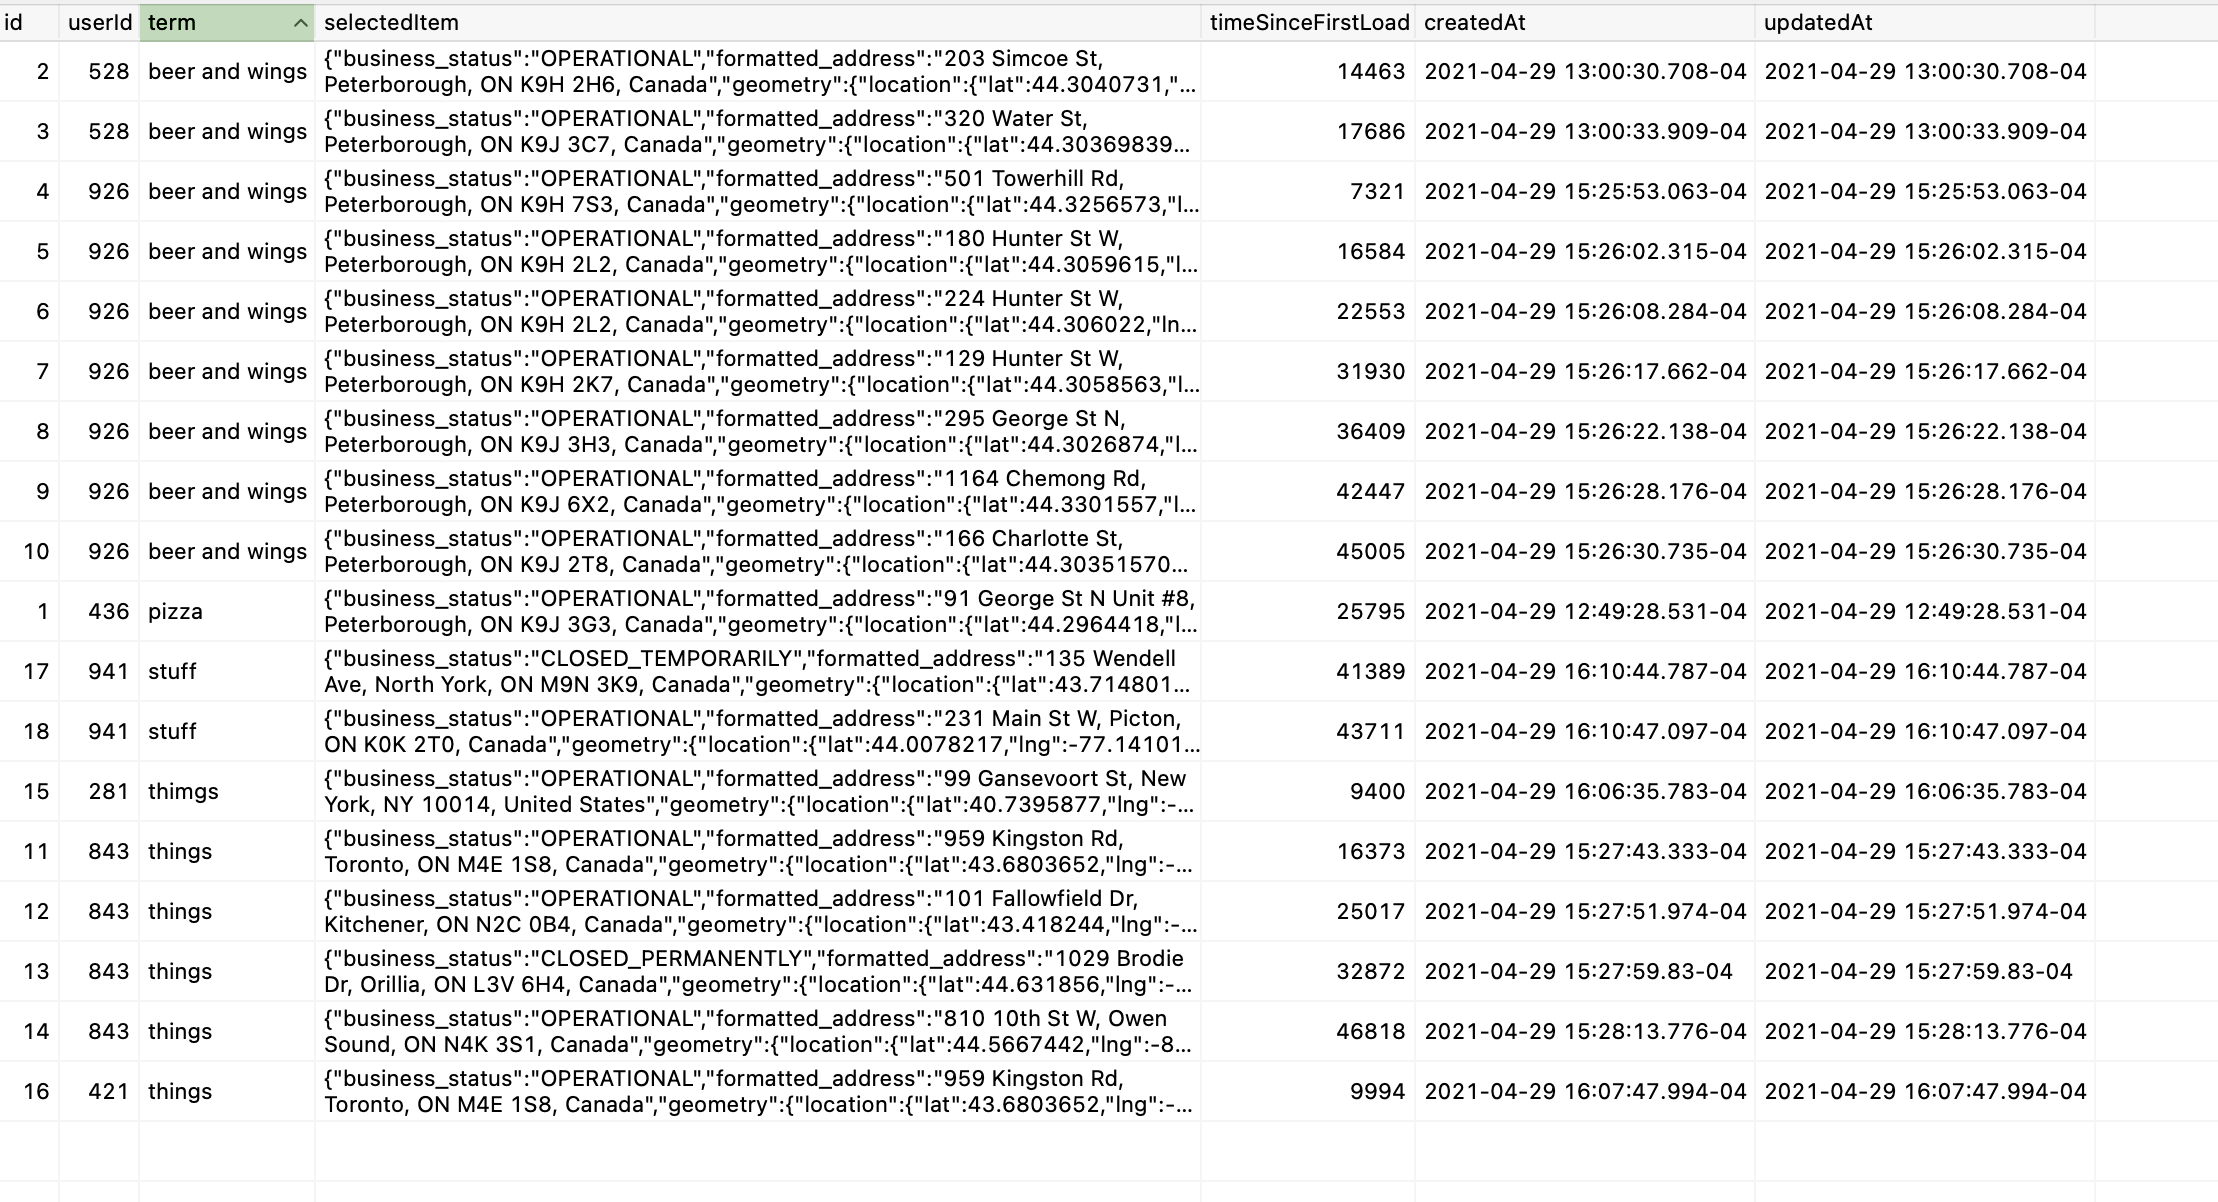 id userId term selectedItem timeSinceFirstLoad createdAt updatedAt
2 528 beer and wings {"business_status":"OPERATIONAL","formatted_address":"203 Simcoe St, 14463 2021-04-29 13:00:30.708-04 2021-04-29 13:00:30.708-04
Peterborough, ON K9H 2H6, Canada","geometry":{"location":{"lat":44.3040731,"...
3 528 beer and wings {"business_status":"OPERATIONAL","formatted_address":"320 Water St, 17686 2021-04-29 13:00:33.909-04 2021-04-29 13:00:33.909-04
Peterborough, ON K9J 3C7, Canada","geometry":{"location":{"lat":44.30369839...
4 926 beer and wings {"business_status":"OPERATIONAL","formatted_address":"501 Towerhill Rd, 7321 2021-04-29 15:25:53.063-04 2021-04-29 15:25:53.063-04
Peterborough, ON K9H 7S3, Canada","geometry":{"location":{"lat":44.3256573,"l...
5 926 beer and wings {"business_status":"OPERATIONAL","formatted_address":"180 Hunter St W, 16584 2021-04-29 15:26:02.315-04 2021-04-29 15:26:02.315-04
Peterborough, ON K9H 2L2, Canada","geometry":{"location":{"lat":44.3059615,"l...
6 926 beer and wings {"business_status":"OPERATIONAL","formatted_address":"224 Hunter St W, 22553 2021-04-29 15:26:08.284-04 2021-04-29 15:26:08.284-04
Peterborough, ON K9H 2L2, Canada","geometry":{"location":{"lat":44.306022,"ln...
7 926 beer and wings {"business_status":"OPERATIONAL","formatted_address":"129 Hunter St W, 31930 2021-04-29 15:26:17.662-04 2021-04-29 15:26:17.662-04
Peterborough, ON K9H 2K7, Canada","geometry":{"location":{"lat":44.3058563,"l...
8 926 beer and wings {"business_status":"OPERATIONAL","formatted_address":"295 George St N, 36409 2021-04-29 15:26:22.138-04 2021-04-29 15:26:22.138-04
Peterborough, ON K9J 3H3, Canada","geometry":{"location":{"lat":44.3026874,"l...
9 926 beer and wings {"business_status":"OPERATIONAL","formatted_address":"1164 Chemong Rd, 42447 2021-04-29 15:26:28.176-04 2021-04-29 15:26:28.176-04
Peterborough, ON K9J 6X2, Canada","geometry":{"location":{"lat":44.3301557,"l...
10 926 beer and wings {"business_status":"OPERATIONAL","formatted_address":"166 Charlotte St, 45005 2021-04-29 15:26:30.735-04 2021-04-29 15:26:30.735-04
Peterborough, ON K9J 2T8, Canada","geometry":{"location":{"lat":44.30351570...
1 436 pizza {"business_status":"OPERATIONAL","formatted_address":"91 George St N Unit #8, 25795 2021-04-29 12:49:28.531-04 2021-04-29 12:49:28.531-04
Peterborough, ON K9J 3G3, Canada","geometry":{"location":{"lat":44.2964418,"l...
17 941 stuff {"business_status":"CLOSED_TEMPORARILY","formatted_address":"135 Wendell 41389 2021-04-29 16:10:44.787-04 2021-04-29 16:10:44.787-04
Ave, North York, ON M9N 3K9, Canada","geometry":{"location":{"lat":43.714801...
18 941 stuff {"business_status":"OPERATIONAL","formatted_address":"231 Main St W, Picton, 43711 2021-04-29 16:10:47.097-04 2021-04-29 16:10:47.097-04
ON K0K 2T0, Canada","geometry":{"location":{"lat":44.0078217,"lng":-77.14101...
15 281 thimgs {"business_status":"OPERATIONAL","formatted_address":"99 Gansevoort St, New 9400 2021-04-29 16:06:35.783-04 2021-04-29 16:06:35.783-04
York, NY 10014, United States","geometry":{"location":{"lat":40.7395877,"lng":-...
11 843 things {"business_status":"OPERATIONAL","formatted_address":"959 Kingston Rd, 16373 2021-04-29 15:27:43.333-04 2021-04-29 15:27:43.333-04
Toronto, ON M4E 1S8, Canada","geometry":{"location":{"lat":43.6803652,"lng":-...
12 843 things {"business_status":"OPERATIONAL","formatted_address":"101 Fallowfield Dr, 25017 2021-04-29 15:27:51.974-04 2021-04-29 15:27:51.974-04
Kitchener, ON N2C 0B4, Canada","geometry":{"location":{"lat":43.418244,"lng":-...
13 843 things {"business_status":"CLOSED_PERMANENTLY","formatted_address":"1029 Brodie 32872 2021-04-29 15:27:59.83-04 2021-04-29 15:27:59.83-04
Dr, Orillia, ON L3V 6H4, Canada","geometry":{"location":{"lat":44.631856,"lng":-...
14 843 things {"business_status":"OPERATIONAL","formatted_address":"810 10th St W, Owen 46818 2021-04-29 15:28:13.776-04 2021-04-29 15:28:13.776-04
Sound, ON N4K 3S1, Canada","geometry":{"location":{"lat":44.5667442,"lng":-8...
16 421 things {"business_status":"OPERATIONAL","formatted_address":"959 Kingston Rd, 9994 2021-04-29 16:07:47.994-04 2021-04-29 16:07:47.994-04
Toronto, ON M4E 1S8, Canada","geometry":{"location":{"lat":43.6803652,"lng":-...